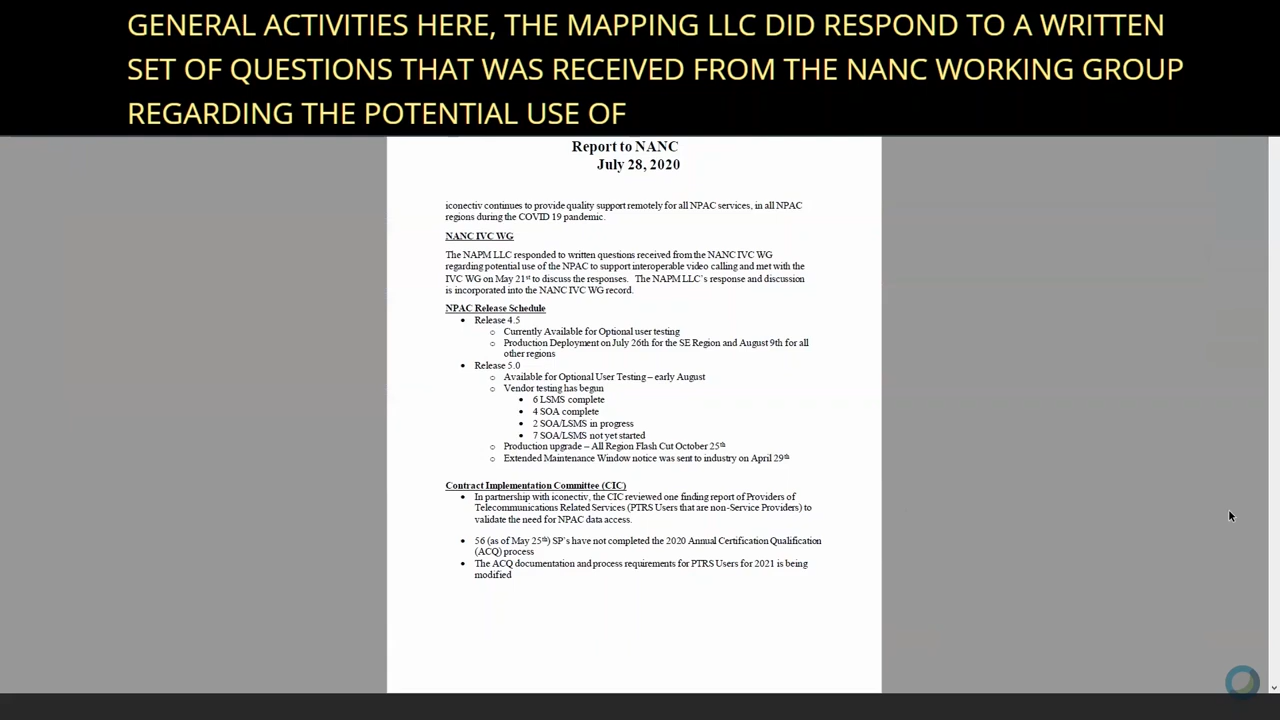 GENERAL ACTIVITIES HERE, THE MAPPING LLC DID RESPOND TO A WRITTEN
SET OF QUESTIONS THAT WAS RECEIVED FROM THE NANC WORKING GROUP
REGARDING THE POTENTIAL USE OF
Report to NANC
July 28, 2020
iconectiv continues to provide quality support remotely for all NPAC services, in all NPAC
regions during the COVID 19 pandemic.
NANC IVC WG
The NAPM LLC responded to written questions received from the NANC IVC WG
regarding potential use of the NPAC to support interoperable video calling and met with the
IVC WG on May 21st to discuss the responses. The NAPM LLC's response and discussion
is incorporated into the NANC IVC WG record.
NPAC Release Schedule
• Release 4.5
o Currently Available for Optional user testing
o Production Deployment on July 26th for the SE Region and August 9th for all
other regions
• Release 5.0
o Available for Optional User Testing – early August
o Vendor testing has begun
• 6 LSMS complete
• 4 SOA complete
• 2 SOA/LSMS in progress
• 7 SOA/LSMS not yet started
o Production upgrade – All Region Flash Cut October 25th
o Extended Maintenance Window notice was sent to industry on April 29th
Contract Implementation Committee (CIC)
• In partnership with iconectiv, the CIC reviewed one finding report of Providers of
Telecommunications Related Services (PTRS Users that are non-Service Providers) to
validate the need for NPAC data access.
• 56 (as of May 25th) SP's have not completed the 2020 Annual Certification Qualification
(ACQ) process
• The ACQ documentation and process requirements for PTRS Users for 2021 is being
modified